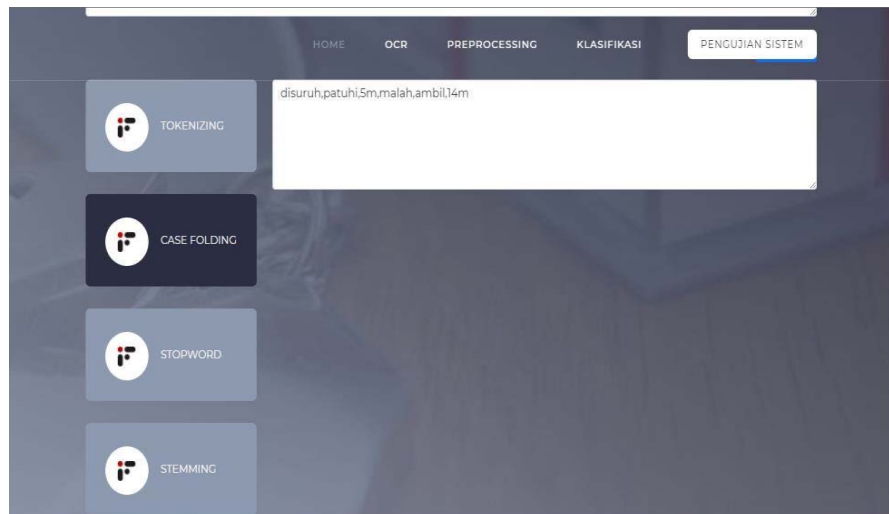 HOME OCR PREPROCESSING KLASIFIKASI PENGUJIAN SISTEM
disuruh,patuhi,5m,malah,ambil,14m
TOKENIZING
CASE FOLDING
STOPWORD
STEMMING